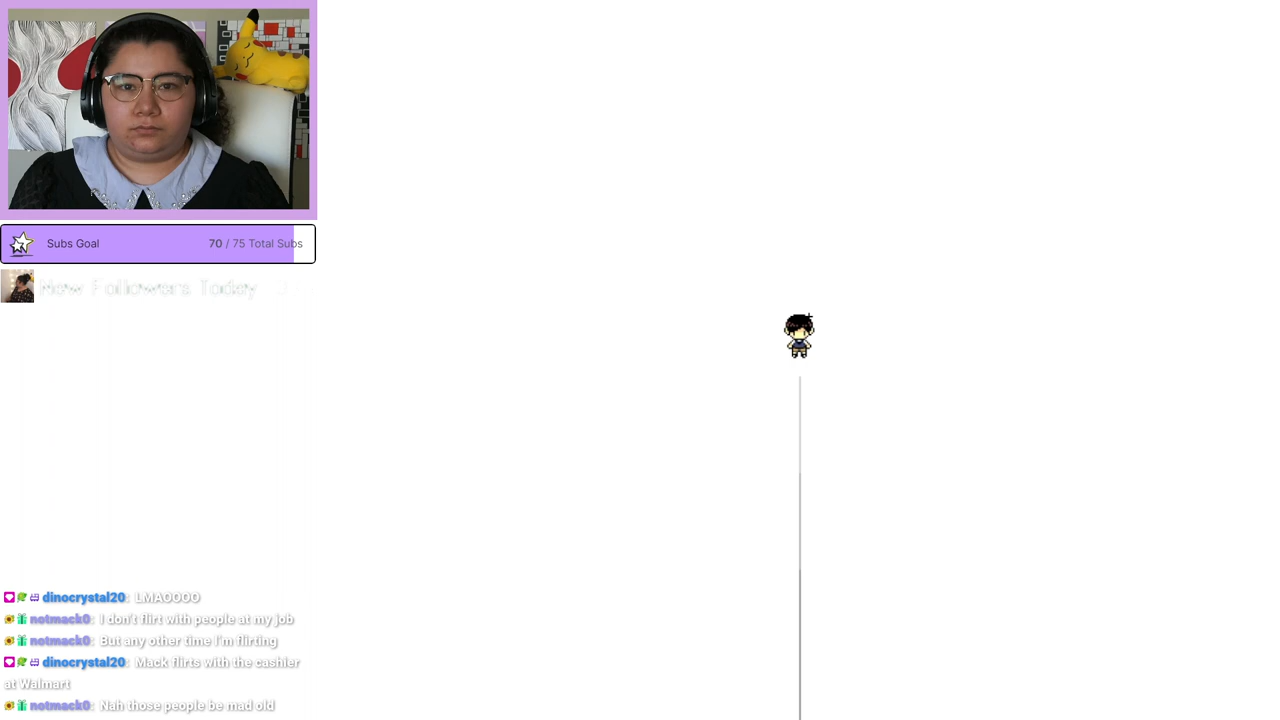 Subs Goal 70 / 75 Total Subs
New Followers Today
dinocrystal20: LMAOOOO
notmack0: I don't flirt with people at my job
notmack0: But any other time I'm flirting
dinocrystal20: Mack flirts with the cashier
at Walmart
notmack0: Nah those people be mad old